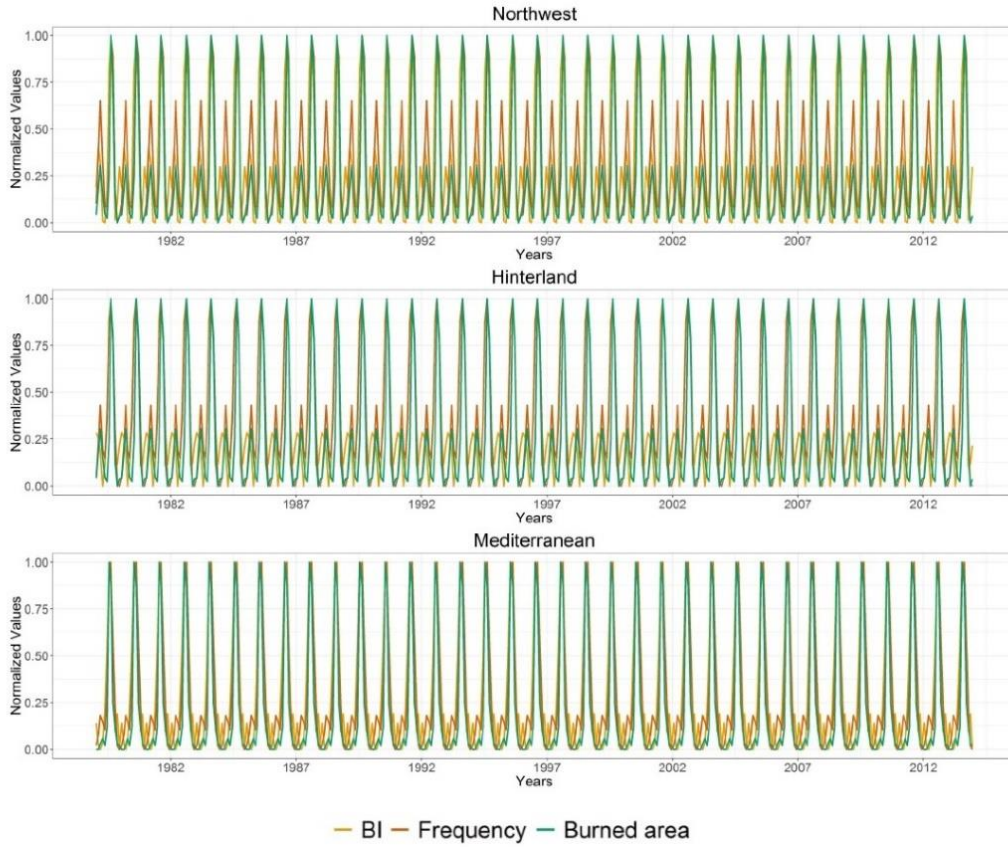 Northwest
Normalized Values
1.00
0.75
0.50
0.25
0.00
1982 1987 1992 1997 2002 2007 2012
Years
Hinterland
Normalized Values
1.00
0.75
0.50
0.25
0.00
1982 1987 1992 1997 2002 2007 2012
Years
Mediterranean
Normalized Values
1.00
0.75
0.50
0.25
0.00
1982 1987 1992 1997 2002 2007 2012
Years
BI Frequency Burned area